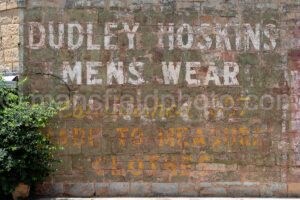 DUDLEY HOSKINS
MENS WEAR
MADE TO MEASURE
CLOTHES